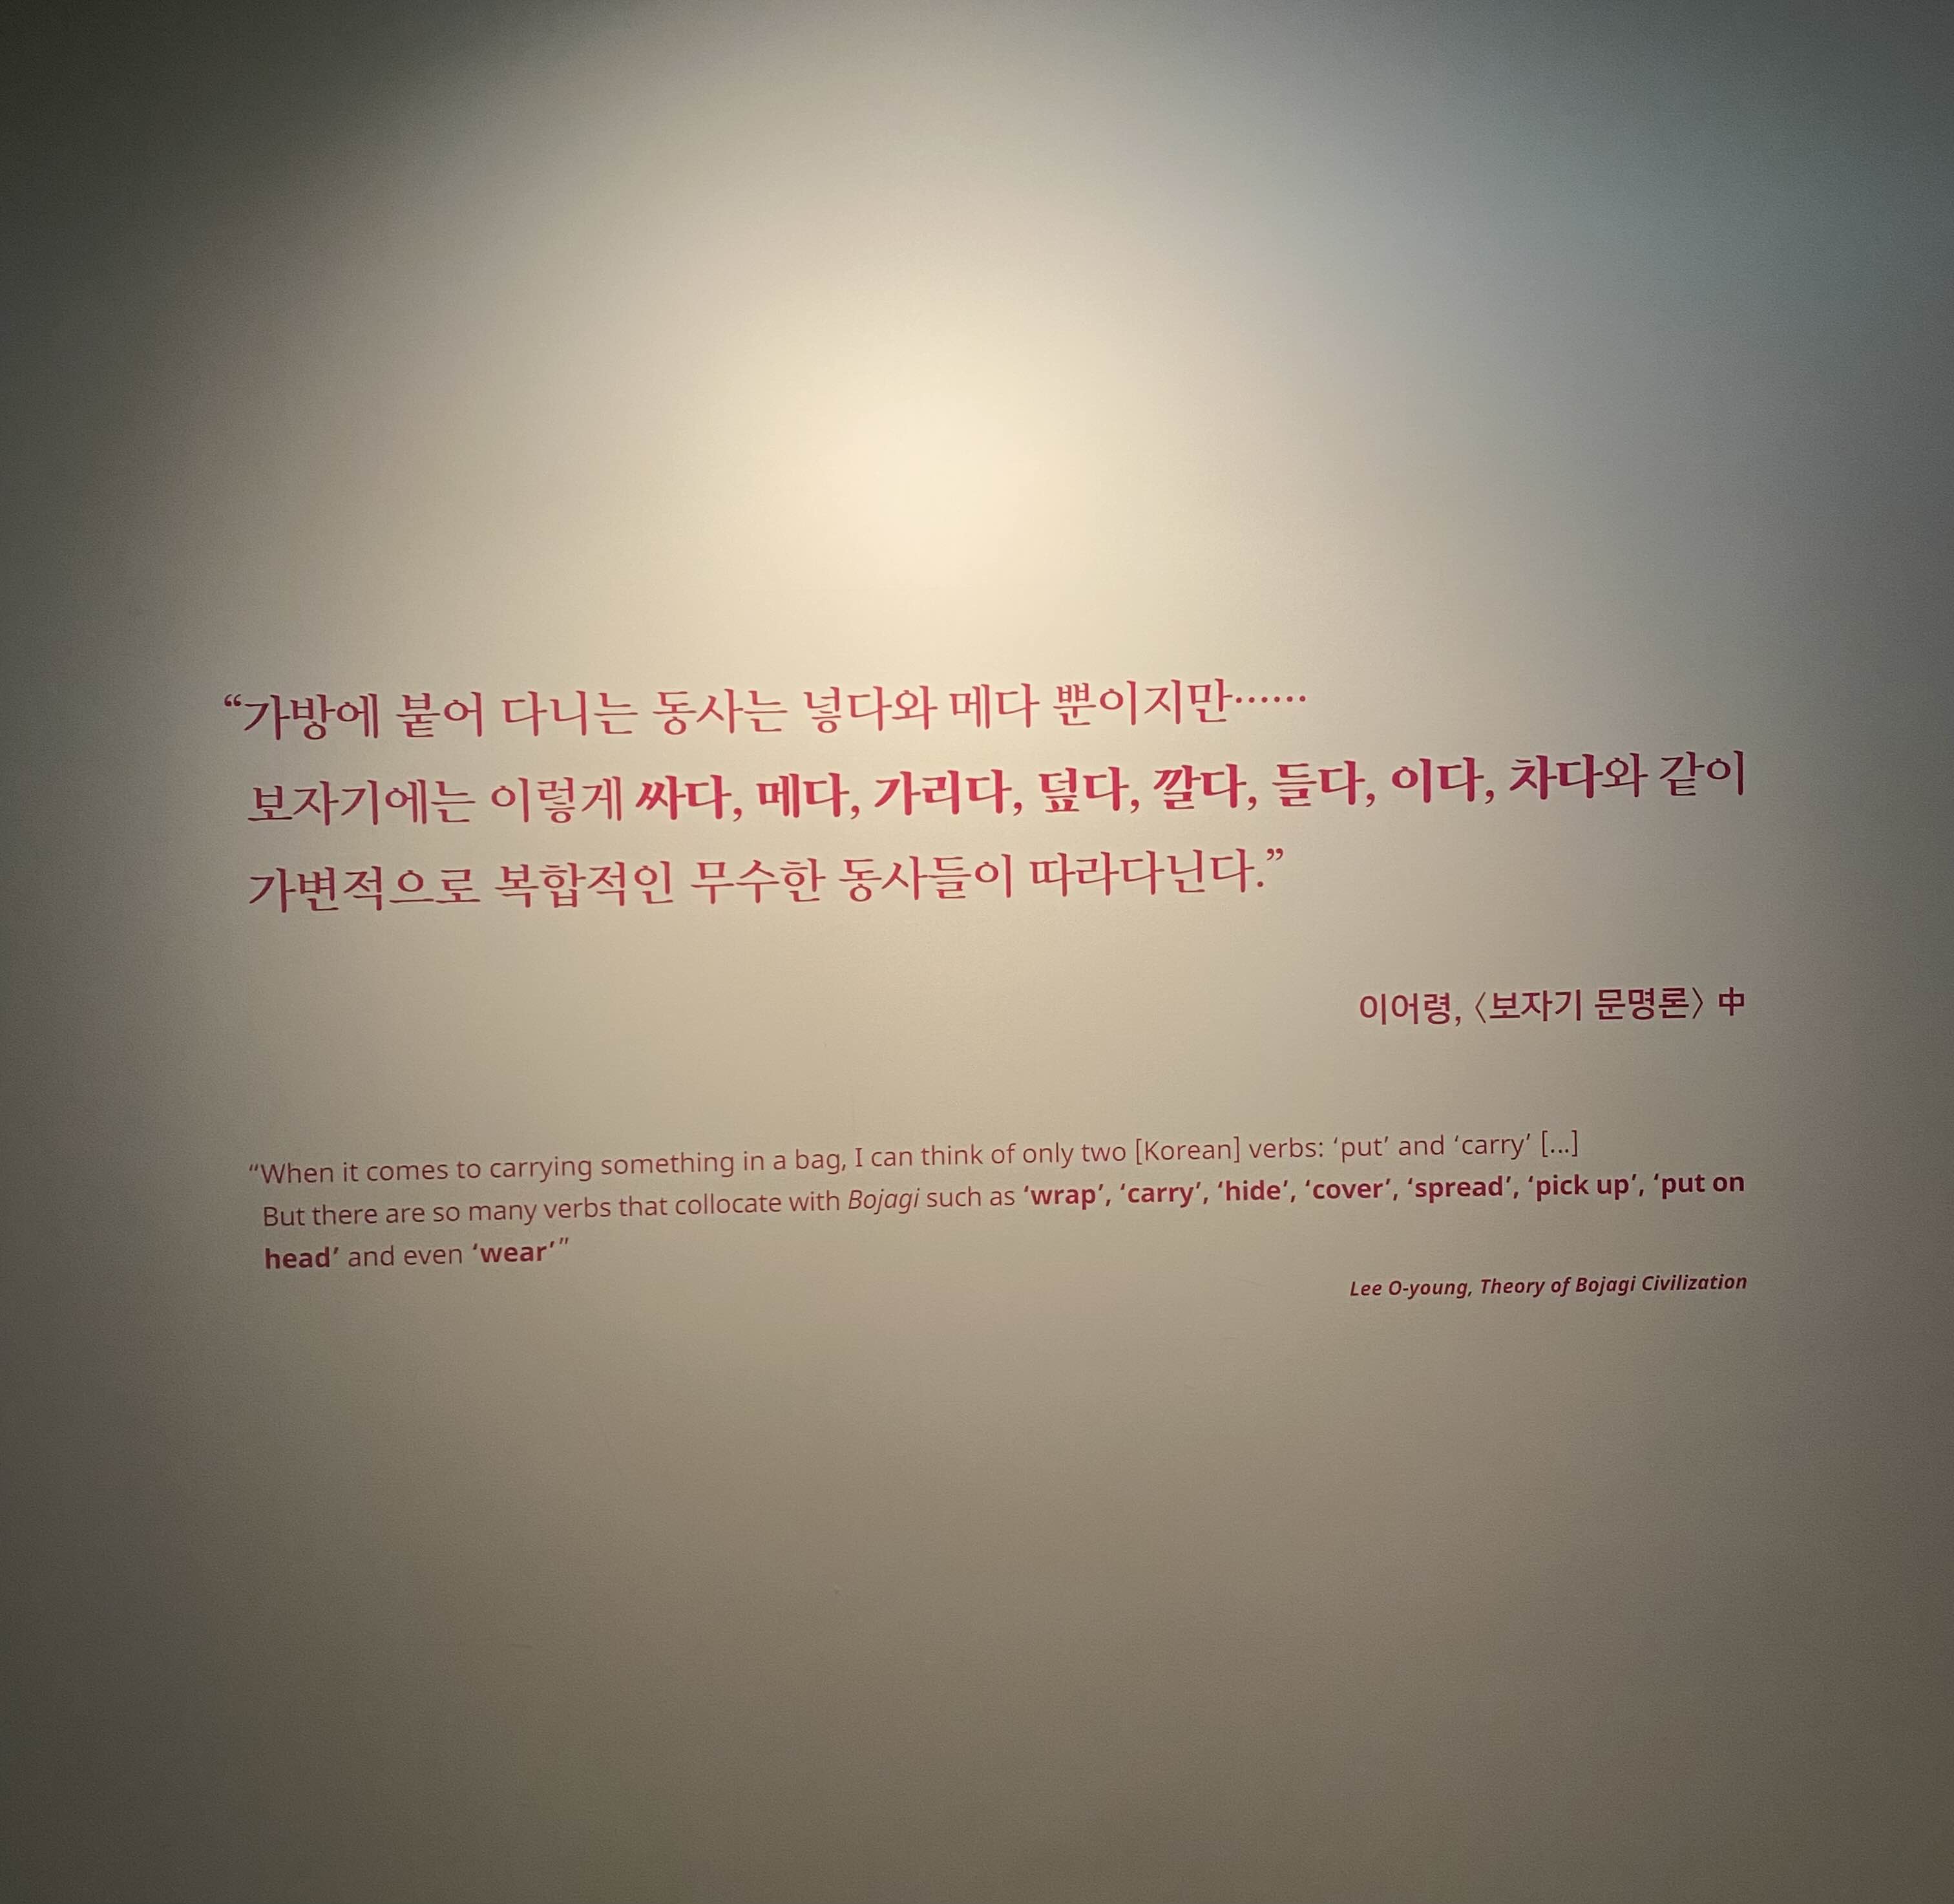 “가방에 붙어 다니는 동사는 넣다와 메다 뿐이지만……
보자기에는 이렇게 싸다, 메다, 가리다, 덮다, 깔다, 들다, 이다, 차다와 같이
가변적으로 복합적인 무수한 동사들이 따라다닌다.”
이어령, 〈보자기 문명론〉 中
“When it comes to carrying something in a bag, I can think of only two [Korean] verbs: ‘put’ and ‘carry’ [...]
But there are so many verbs that collocate with Bojagi such as ‘wrap’, ‘carry’, ‘hide’, ‘cover’, ‘spread’, ‘pick up’, ‘put on
head’ and even ‘wear’”
Lee O-young, Theory of Bojagi Civilization